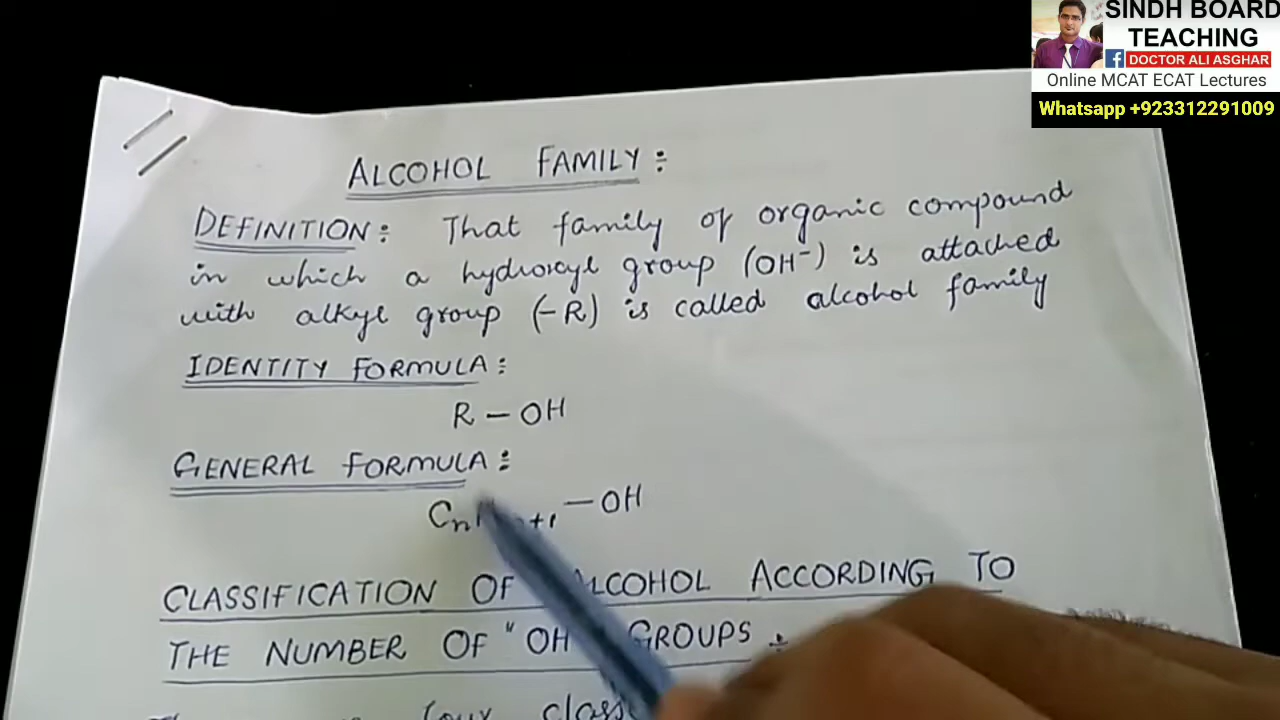 SINDH BOARD
TEACHING
f DOCTOR ALI ASGHAR
Online MCAT ECAT Lectures
Whatsapp +923312291009
ALCOHOL FAMILY:
DEFINITION: That family of organic compound
in which a hydroxyl group (OH⁻) is attached
with alkyl group (-R) is called alcohol family
IDENTITY FORMULA:
R - OH
GENERAL FORMULA:
-OH
CLASSIFICATION OF ALCOHOL ACCORDING TO
THE NUMBER OF "OH" GROUPS:
four